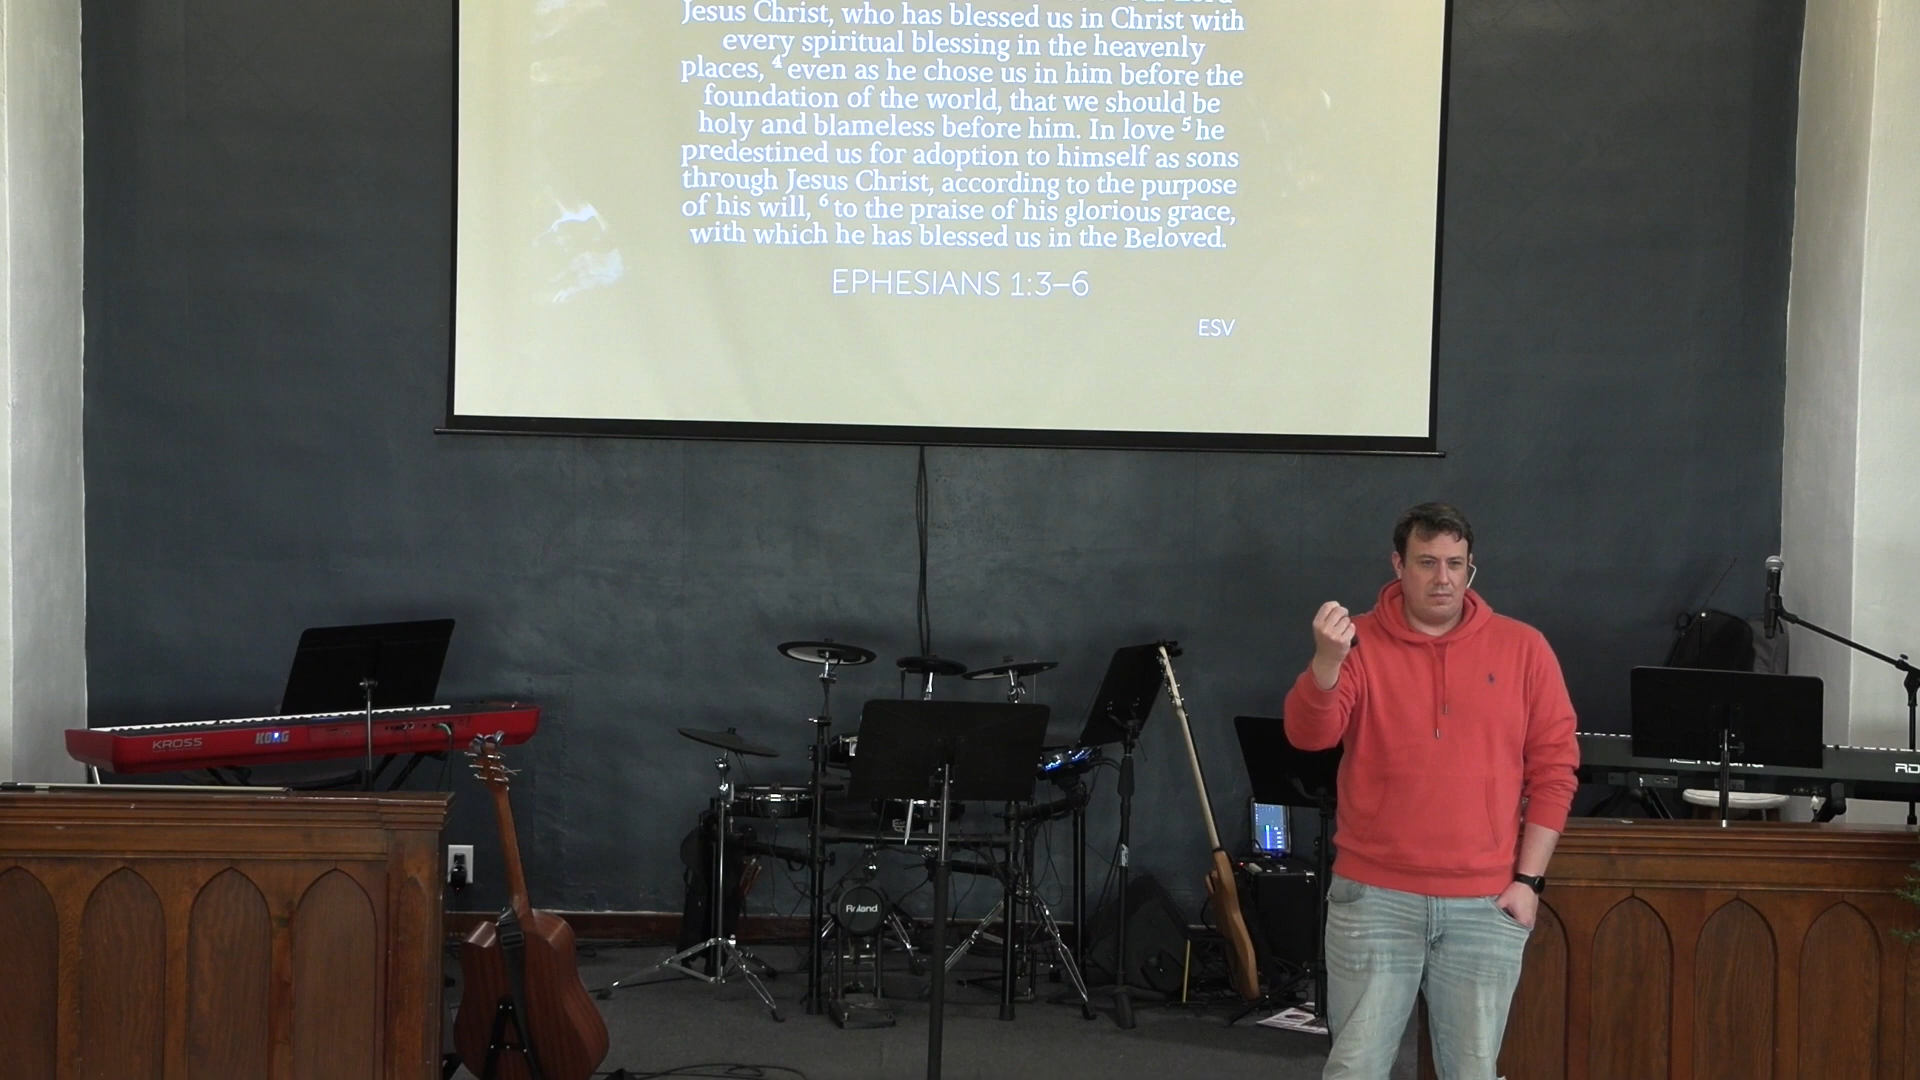 Jesus Christ, who has blessed us in Christ with
every spiritual blessing in the heavenly
places, ⁴ even as he chose us in him before the
foundation of the world, that we should be
holy and blameless before him. In love ⁵ he
predestined us for adoption to himself as sons
through Jesus Christ, according to the purpose
of his will, ⁶ to the praise of his glorious grace,
with which he has blessed us in the Beloved.
EPHESIANS 1:3–6
ESV
KROSS
KORG
Roland
RD